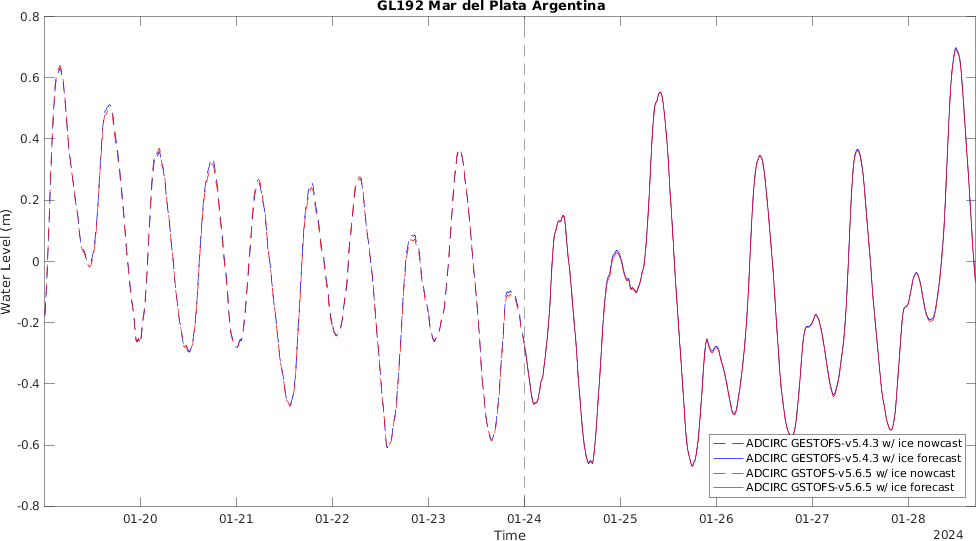 GL192 Mar del Plata Argentina
0.8
0.6
0.4
0.2
0
-0.2
-0.4
-0.6
-0.8
Water Level (m)
ADCIRC GESTOFS-v5.4.3 w/ ice nowcast
ADCIRC GESTOFS-v5.4.3 w/ ice forecast
ADCIRC GSTOFS-v5.6.5 w/ ice nowcast
ADCIRC GSTOFS-v5.6.5 w/ ice forecast
01-20 01-21 01-22 01-23 01-24 01-25 01-26 01-27 01-28
Time
2024